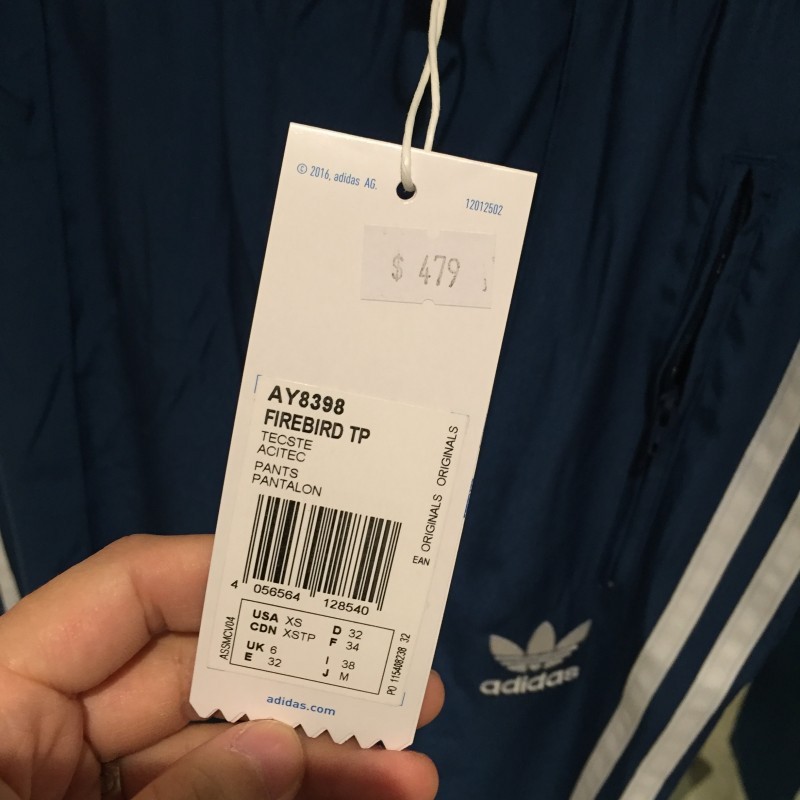 © 2016, adidas AG.
12012502
$ 479
AY8398
FIREBIRD TP
TECSTE
ACITEC
PANTS
PANTALON
EAN ORIGINALS ORIGINALS
4 056564 128540
ASSMCV04
USA XS D 32
CDN XSTP F 34
UK 6 I 38
E 32 J M
PO 115408238 32
adidas.com
adidas